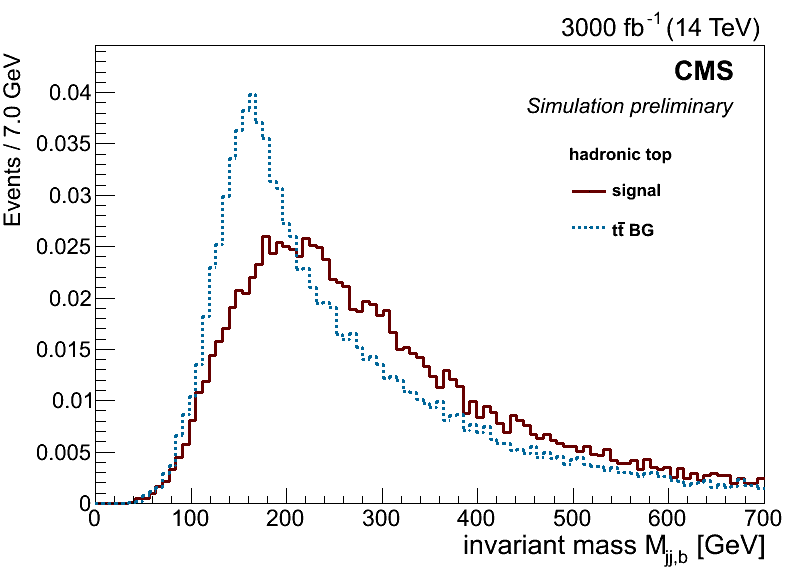 3000 fb⁻¹ (14 TeV)
CMS
Simulation preliminary
hadronic top
signal
tt̄ BG
Events / 7.0 GeV
0.04
0.035
0.03
0.025
0.02
0.015
0.01
0.005
0
0 100 200 300 400 500 600 700
invariant mass M_jj,b [GeV]